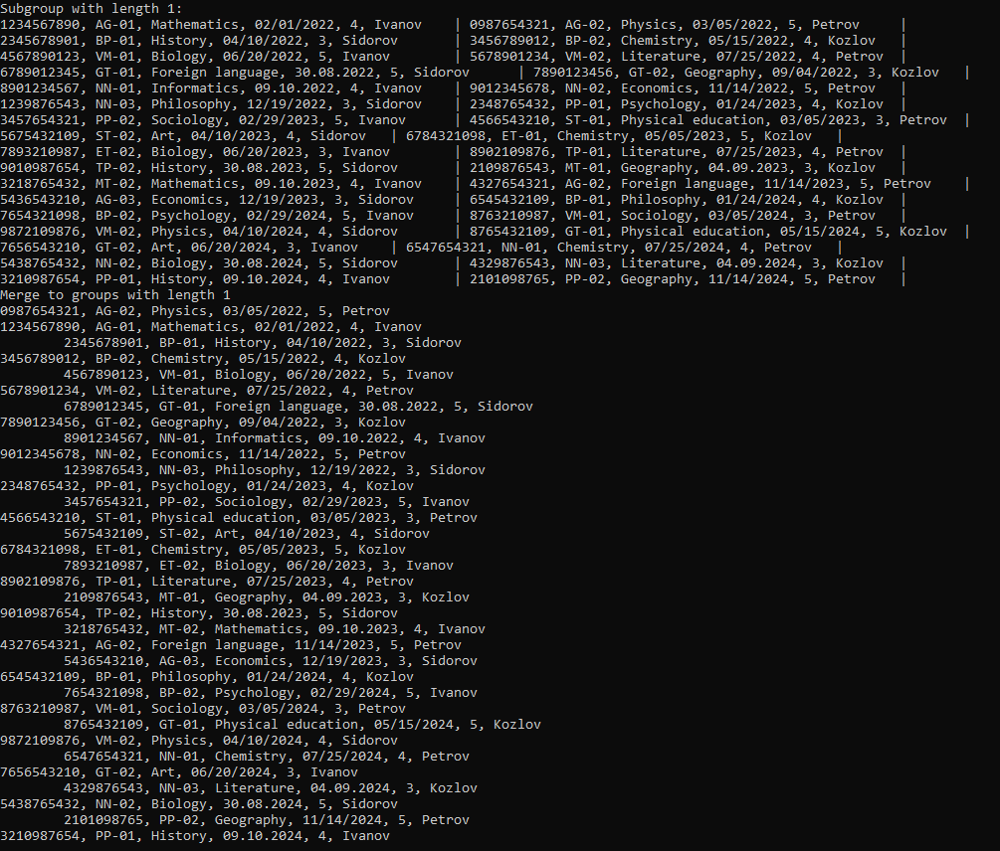 Subgroup with length 1:
1234567890, AG-01, Mathematics, 02/01/2022, 4, Ivanov    | 0987654321, AG-02, Physics, 03/05/2022, 5, Petrov    |
2345678901, BP-01, History, 04/10/2022, 3, Sidorov    | 3456789012, BP-02, Chemistry, 05/15/2022, 4, Kozlov    |
4567890123, VM-01, Biology, 06/20/2022, 5, Ivanov    | 5678901234, VM-02, Literature, 07/25/2022, 4, Petrov    |
6789012345, GT-01, Foreign language, 30.08.2022, 5, Sidorov    | 7890123456, GT-02, Geography, 09/04/2022, 3, Kozlov    |
8901234567, NN-01, Informatics, 09.10.2022, 4, Ivanov    | 9012345678, NN-02, Economics, 11/14/2022, 5, Petrov    |
1239876543, NN-03, Philosophy, 12/19/2022, 3, Sidorov    | 2348765432, PP-01, Psychology, 01/24/2023, 4, Kozlov    |
3457654321, PP-02, Sociology, 02/29/2023, 5, Ivanov    | 4566543210, ST-01, Physical education, 03/05/2023, 3, Petrov    |
5675432109, ST-02, Art, 04/10/2023, 4, Sidorov    | 6784321098, ET-01, Chemistry, 05/05/2023, 5, Kozlov    |
7893210987, ET-02, Biology, 06/20/2023, 3, Ivanov    | 8902109876, TP-01, Literature, 07/25/2023, 4, Petrov    |
9010987654, TP-02, History, 30.08.2023, 5, Sidorov    | 2109876543, MT-01, Geography, 04.09.2023, 3, Kozlov    |
3218765432, MT-02, Mathematics, 09.10.2023, 4, Ivanov    | 4327654321, AG-02, Foreign language, 11/14/2023, 5, Petrov    |
5436543210, AG-03, Economics, 12/19/2023, 3, Sidorov    | 6545432109, BP-01, Philosophy, 01/24/2024, 4, Kozlov    |
7654321098, BP-02, Psychology, 02/29/2024, 5, Ivanov    | 8763210987, VM-01, Sociology, 03/05/2024, 3, Petrov    |
9872109876, VM-02, Physics, 04/10/2024, 4, Sidorov    | 8765432109, GT-01, Physical education, 05/15/2024, 5, Kozlov    |
7656543210, GT-02, Art, 06/20/2024, 3, Ivanov    | 6547654321, NN-01, Chemistry, 07/25/2024, 4, Petrov    |
5438765432, NN-02, Biology, 30.08.2024, 5, Sidorov    | 4329876543, NN-03, Literature, 04.09.2024, 3, Kozlov    |
3210987654, PP-01, History, 09.10.2024, 4, Ivanov    | 2101098765, PP-02, Geography, 11/14/2024, 5, Petrov    |
Merge to groups with length 1
0987654321, AG-02, Physics, 03/05/2022, 5, Petrov
1234567890, AG-01, Mathematics, 02/01/2022, 4, Ivanov
2345678901, BP-01, History, 04/10/2022, 3, Sidorov
3456789012, BP-02, Chemistry, 05/15/2022, 4, Kozlov
4567890123, VM-01, Biology, 06/20/2022, 5, Ivanov
5678901234, VM-02, Literature, 07/25/2022, 4, Petrov
6789012345, GT-01, Foreign language, 30.08.2022, 5, Sidorov
7890123456, GT-02, Geography, 09/04/2022, 3, Kozlov
8901234567, NN-01, Informatics, 09.10.2022, 4, Ivanov
9012345678, NN-02, Economics, 11/14/2022, 5, Petrov
1239876543, NN-03, Philosophy, 12/19/2022, 3, Sidorov
2348765432, PP-01, Psychology, 01/24/2023, 4, Kozlov
3457654321, PP-02, Sociology, 02/29/2023, 5, Ivanov
4566543210, ST-01, Physical education, 03/05/2023, 3, Petrov
5675432109, ST-02, Art, 04/10/2023, 4, Sidorov
6784321098, ET-01, Chemistry, 05/05/2023, 5, Kozlov
7893210987, ET-02, Biology, 06/20/2023, 3, Ivanov
8902109876, TP-01, Literature, 07/25/2023, 4, Petrov
2109876543, MT-01, Geography, 04.09.2023, 3, Kozlov
9010987654, TP-02, History, 30.08.2023, 5, Sidorov
3218765432, MT-02, Mathematics, 09.10.2023, 4, Ivanov
4327654321, AG-02, Foreign language, 11/14/2023, 5, Petrov
5436543210, AG-03, Economics, 12/19/2023, 3, Sidorov
6545432109, BP-01, Philosophy, 01/24/2024, 4, Kozlov
7654321098, BP-02, Psychology, 02/29/2024, 5, Ivanov
8763210987, VM-01, Sociology, 03/05/2024, 3, Petrov
8765432109, GT-01, Physical education, 05/15/2024, 5, Kozlov
9872109876, VM-02, Physics, 04/10/2024, 4, Sidorov
6547654321, NN-01, Chemistry, 07/25/2024, 4, Petrov
7656543210, GT-02, Art, 06/20/2024, 3, Ivanov
4329876543, NN-03, Literature, 04.09.2024, 3, Kozlov
5438765432, NN-02, Biology, 30.08.2024, 5, Sidorov
2101098765, PP-02, Geography, 11/14/2024, 5, Petrov
3210987654, PP-01, History, 09.10.2024, 4, Ivanov